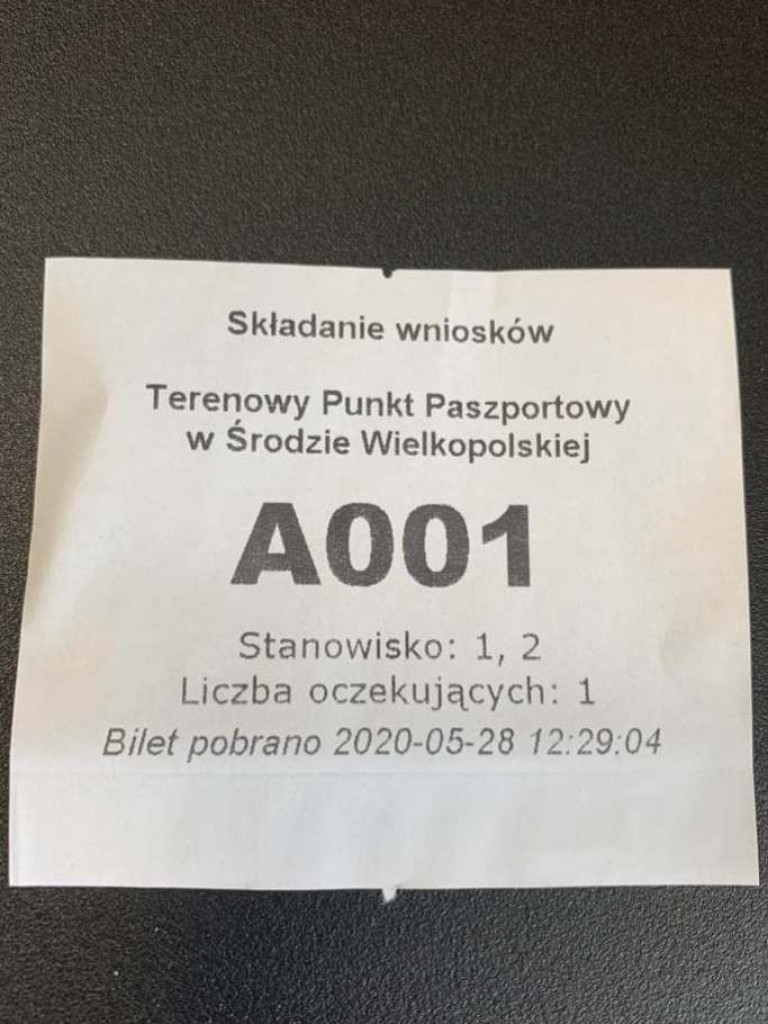 Składanie wniosków
Terenowy Punkt Paszportowy
w Środzie Wielkopolskiej
A001
Stanowisko: 1, 2
Liczba oczekujących: 1
Bilet pobrano 2020-05-28 12:29:04